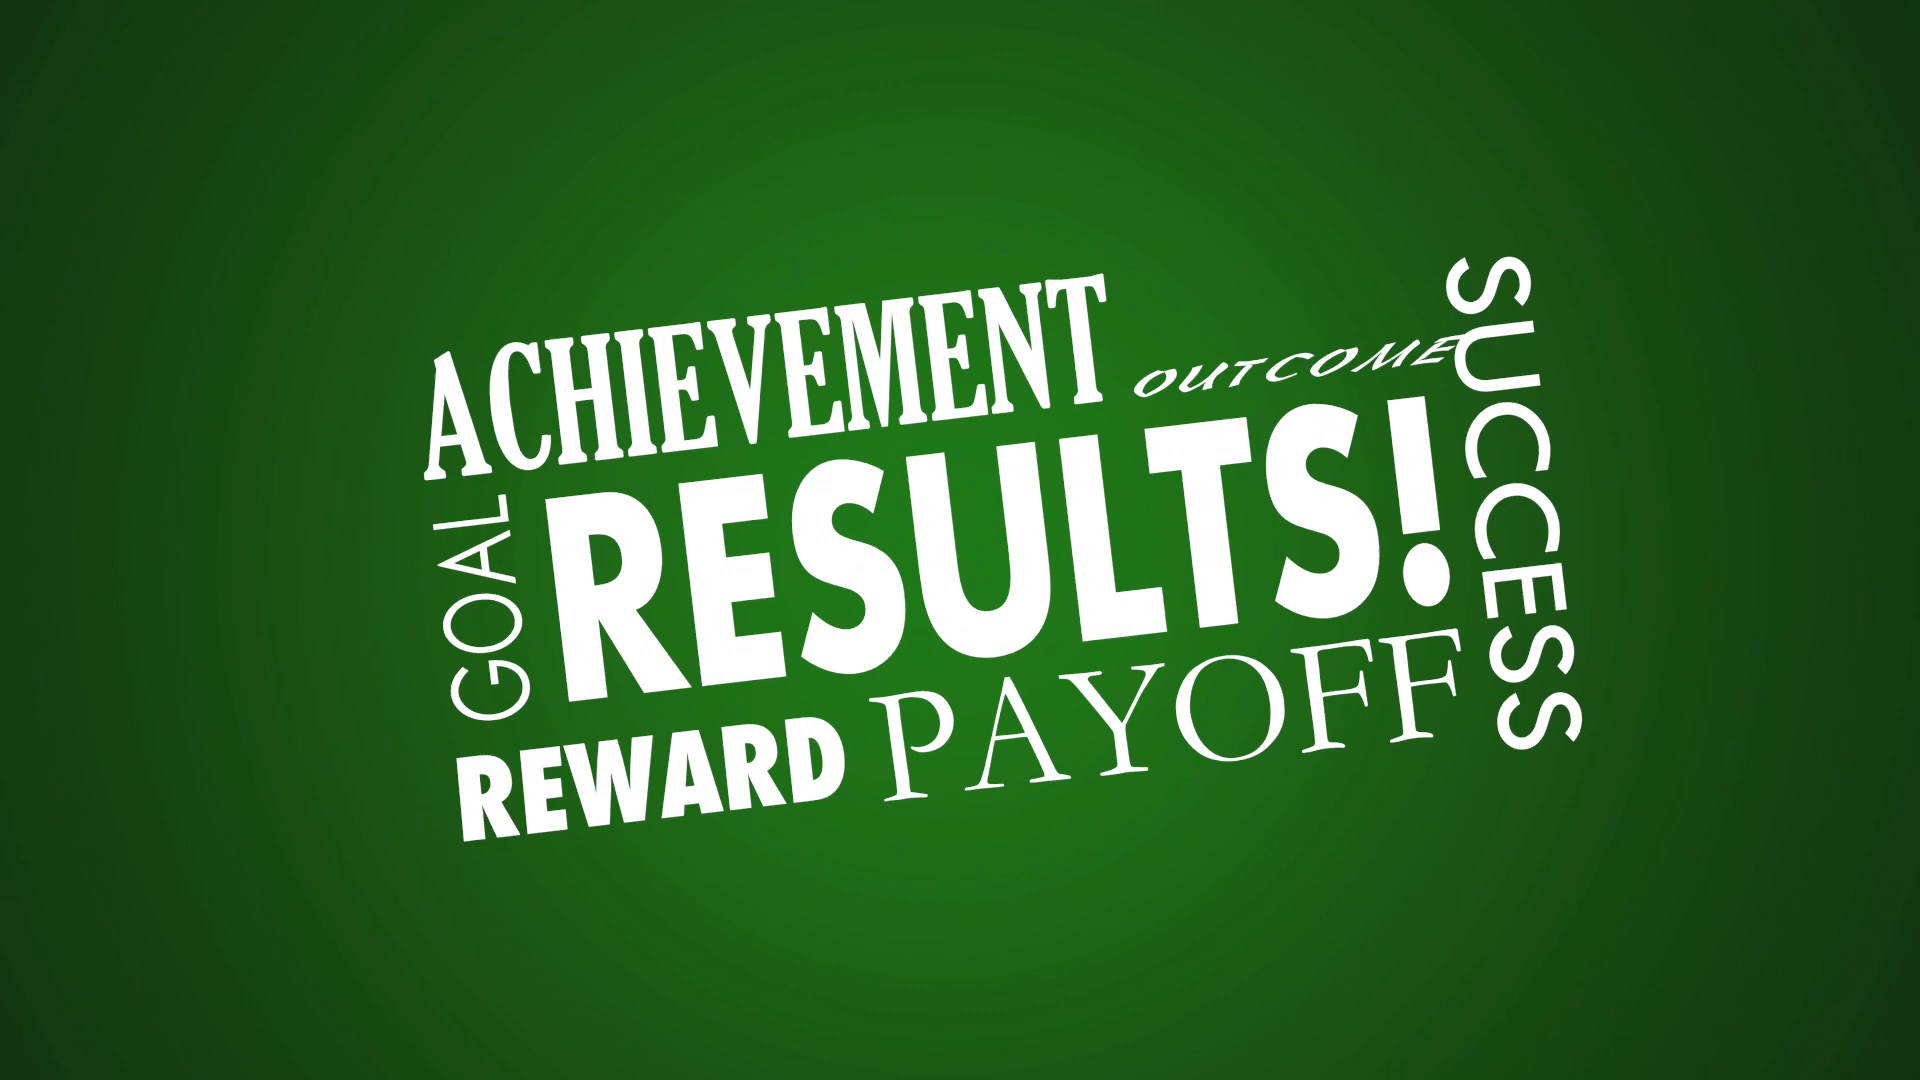 ACHIEVEMENT
OUTCOME
SUCCESS
GOAL
RESULTS!
REWARD
PAYOFF